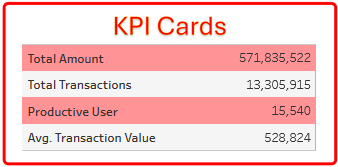 KPI Cards
Total Amount 571,835,522
Total Transactions 13,305,915
Productive User 15,540
Avg. Transaction Value 528,824